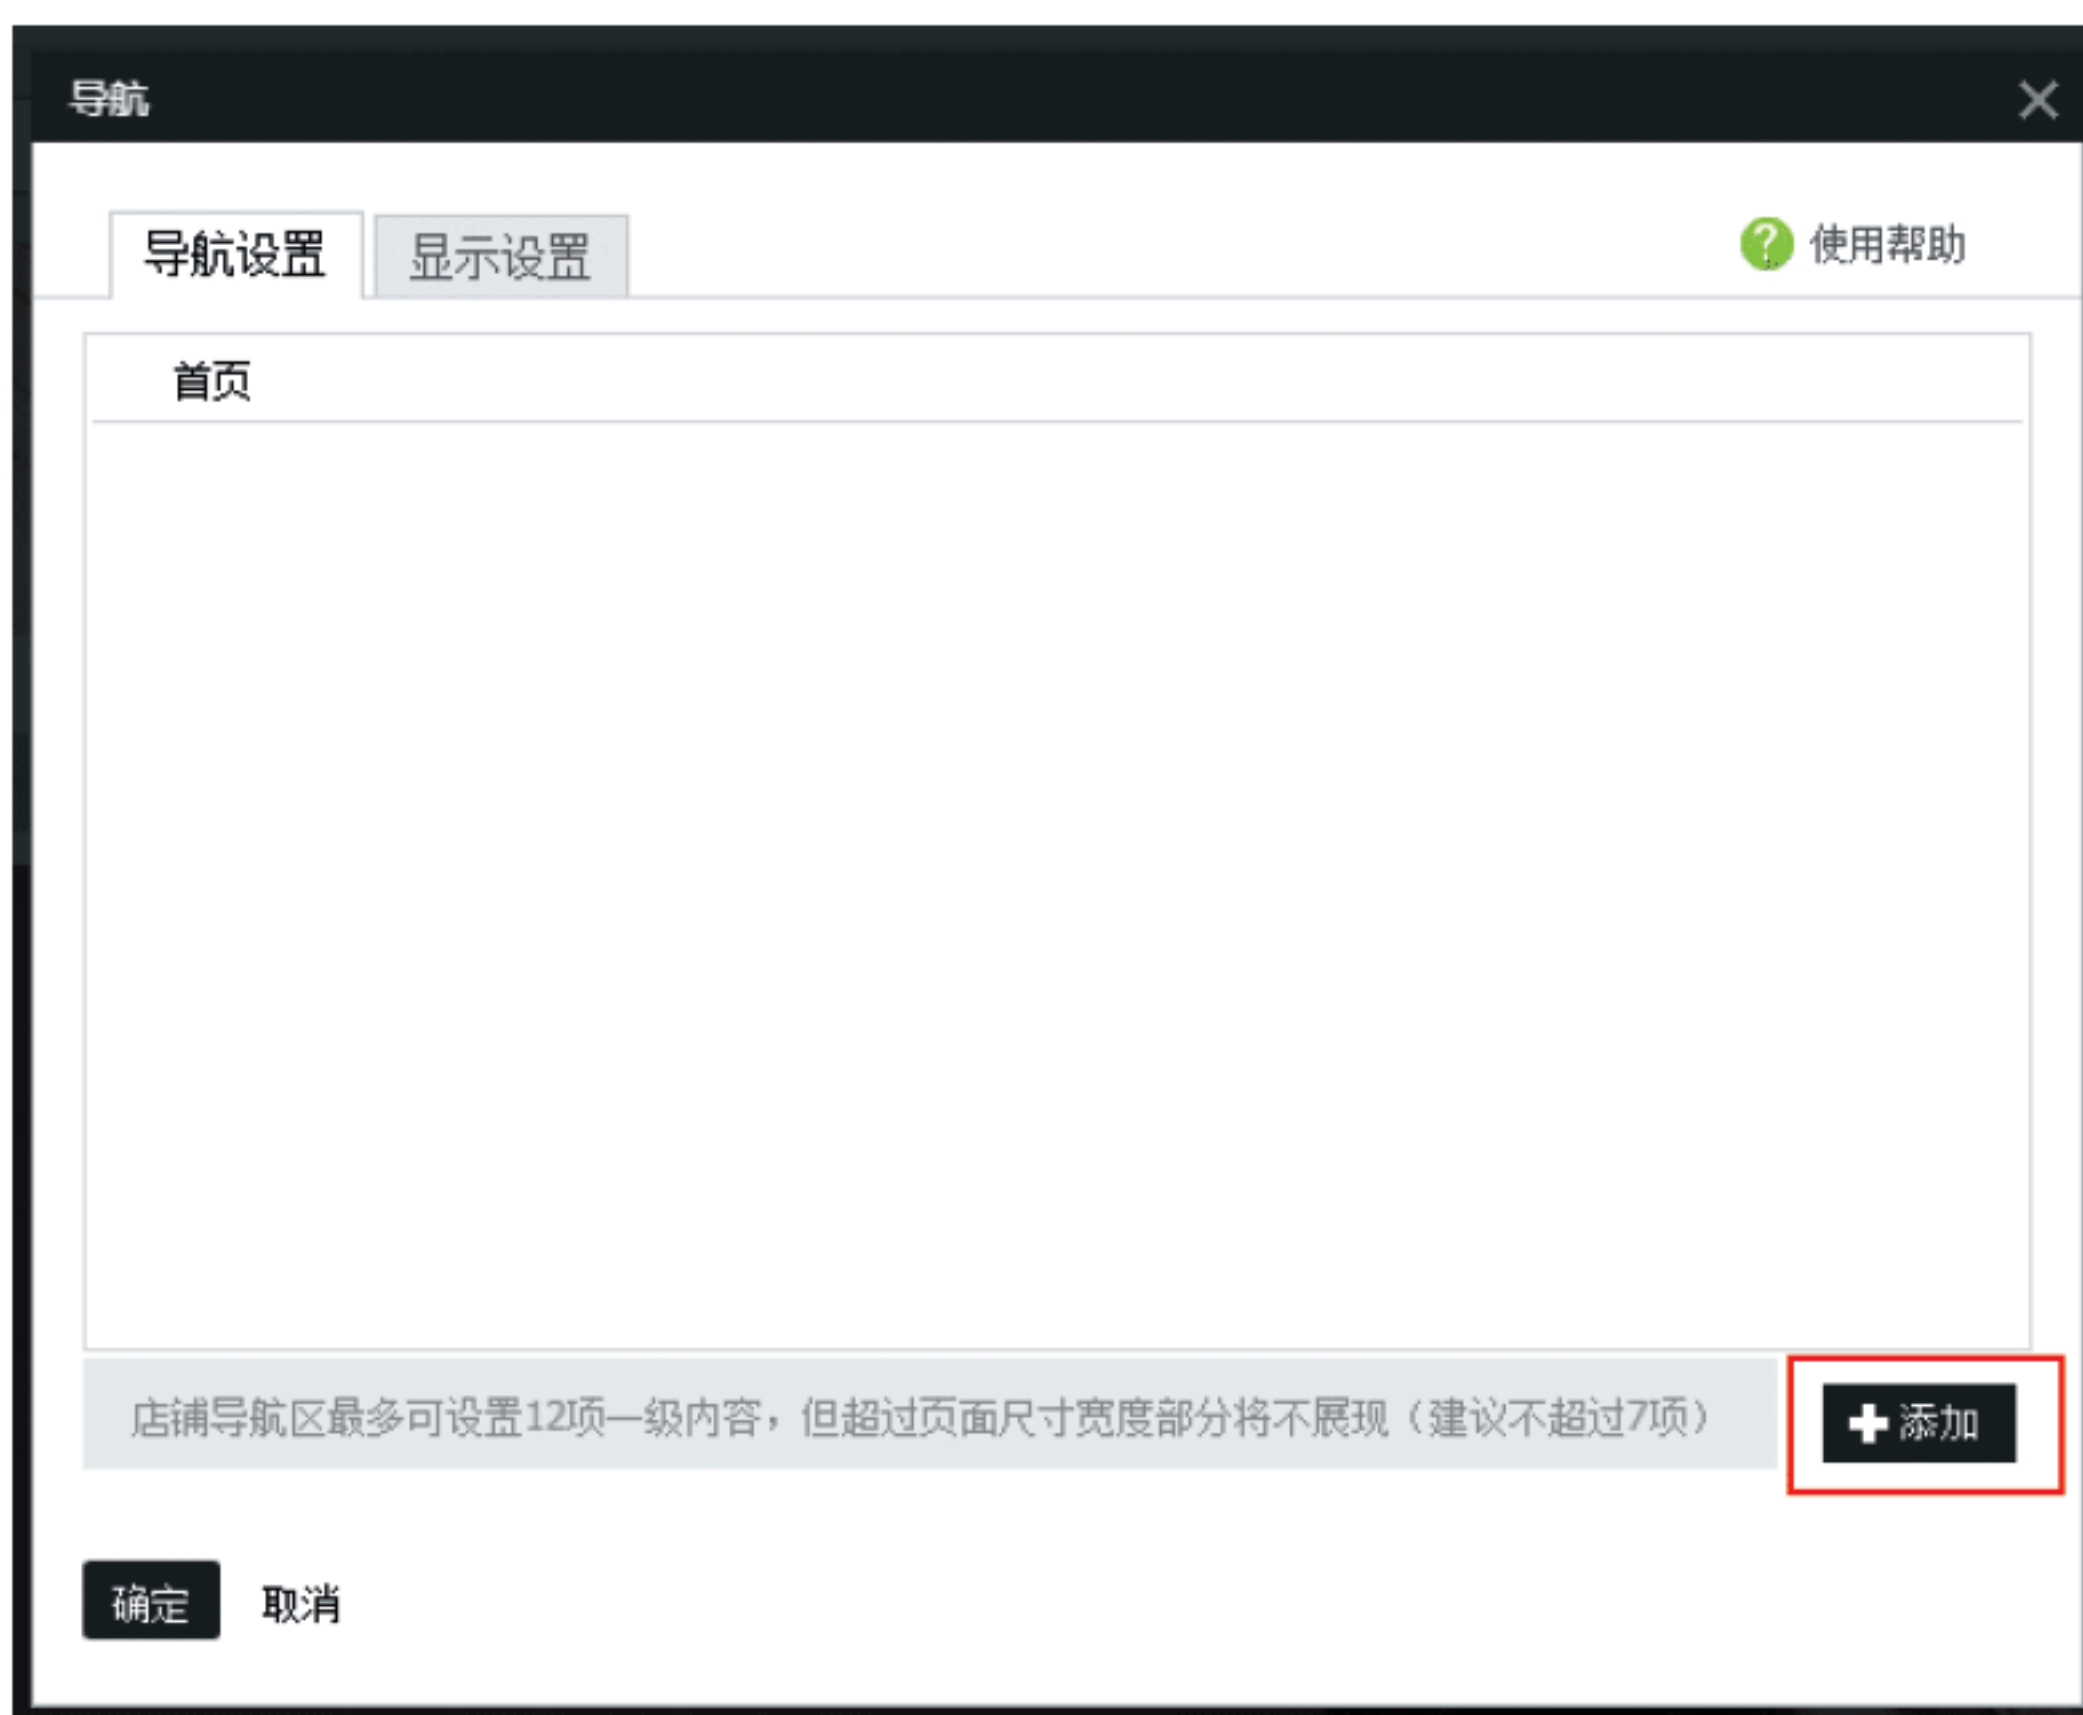 导航
导航设置 显示设置 使用帮助
首页
店铺导航区最多可设置12项一级内容，但超过页面尺寸宽度部分将不展现（建议不超过7项）
添加
确定 取消